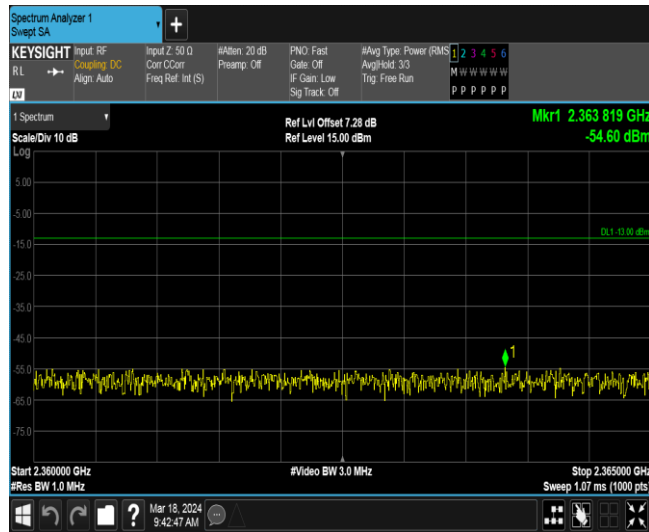 Spectrum Analyzer 1
Swept SA
+
KEYSIGHT
RL
LXI
Input: RF
Coupling: DC
Align: Auto
Input Z: 50 Ω
Corr CCorr
Freq Ref: Int (S)
#Atten: 20 dB
Preamp: Off
PNO: Fast
Gate: Off
IF Gain: Low
Sig Track: Off
#Avg Type: Power (RMS
Avg|Hold: 3/3
Trig: Free Run
1 2 3 4 5 6
M W W W W W
P P P P P P
1 Spectrum
Scale/Div 10 dB
Log
Ref Lvl Offset 7.28 dB
Ref Level 15.00 dBm
Mkr1 2.363 819 GHz
-54.60 dBm
5.00
-5.00
-15.0
-25.0
-35.0
-45.0
-55.0
-65.0
-75.0
DL1 -13.00 dBm
1
Start 2.360000 GHz
#Res BW 1.0 MHz
#Video BW 3.0 MHz
Stop 2.365000 GHz
Sweep 1.07 ms (1000 pts)
?
Mar 18, 2024
9:42:47 AM